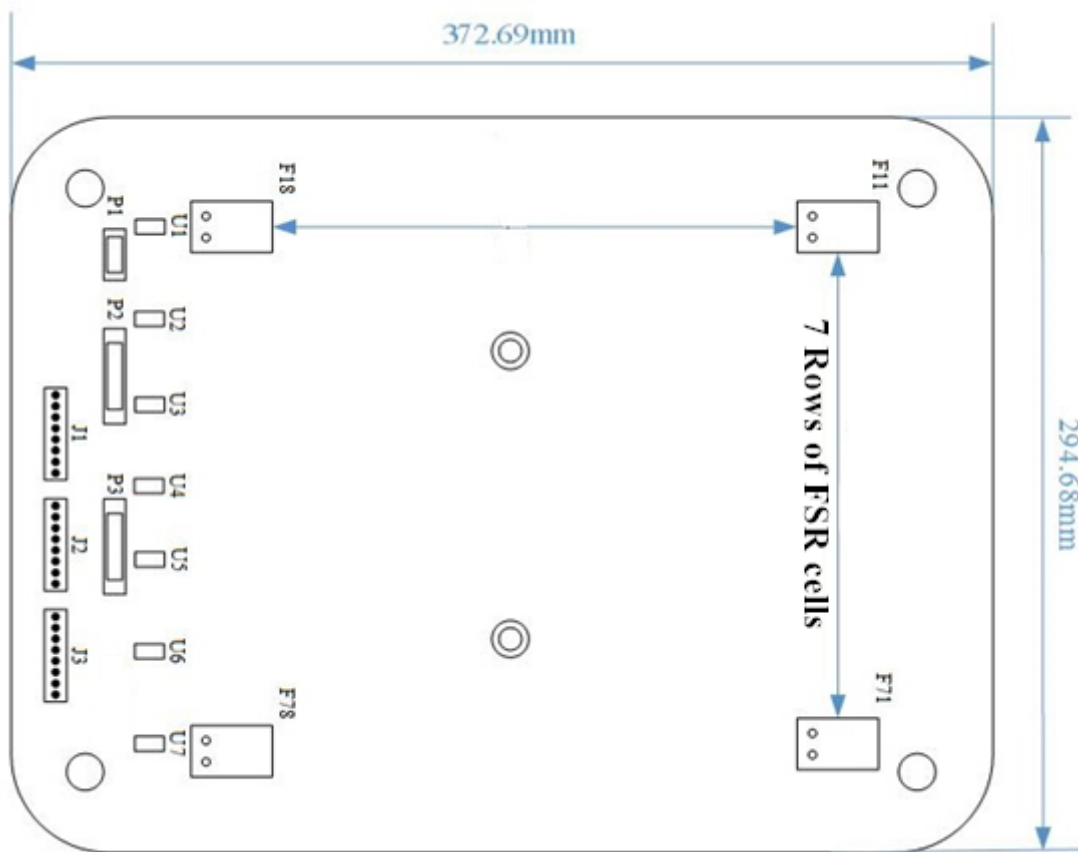 372.69mm
F18
F11
P1
U1
P2
U2
U3
J1
7 Rows of FSR cells
294.68mm
P3
U4
J2
U5
J3
U6
F78
F71
U7